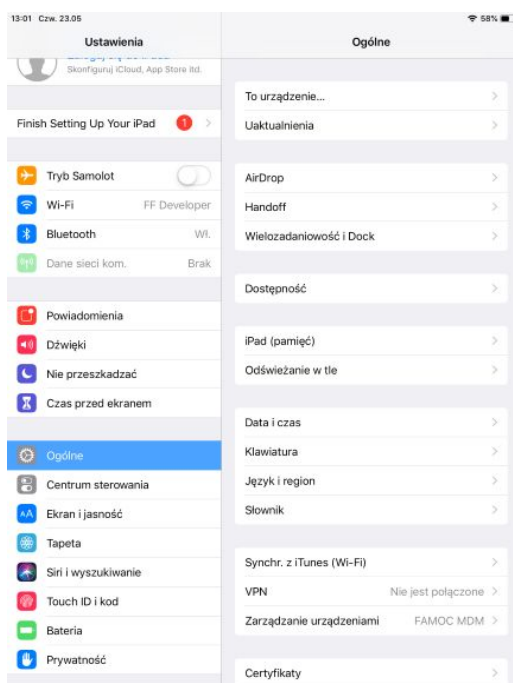 13:01 Czw. 23.05
58%
Ustawienia
Skonfiguruj iCloud, App Store itd.
Finish Setting Up Your iPad 1
Tryb Samolot
Wi-Fi FF Developer
Bluetooth Wł.
Dane sieci kom. Brak
Powiadomienia
Dźwięki
Nie przeszkadzać
Czas przed ekranem
Ogólne
Centrum sterowania
AA Ekran i jasność
Tapeta
Siri i wyszukiwanie
Touch ID i kod
Bateria
Prywatność
Ogólne
To urządzenie...
Uaktualnienia
AirDrop
Handoff
Wielozadaniowość i Dock
Dostępność
iPad (pamięć)
Odświeżanie w tle
Data i czas
Klawiatura
Język i region
Słownik
Synchr. z iTunes (Wi-Fi)
VPN Nie jest połączone
Zarządzanie urządzeniami FAMOC MDM
Certyfikaty